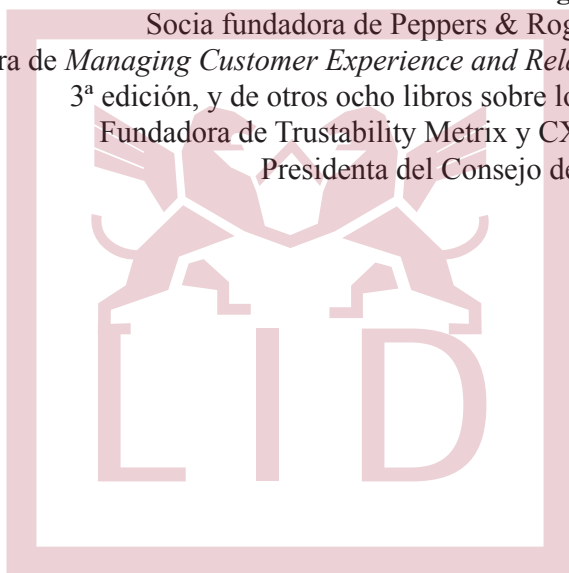 Socia fundadora de Peppers & Rog
ra de Managing Customer Experience and Rela
3ª edición, y de otros ocho libros sobre lo
Fundadora de Trustability Metrix y CX
Presidenta del Consejo de
LID